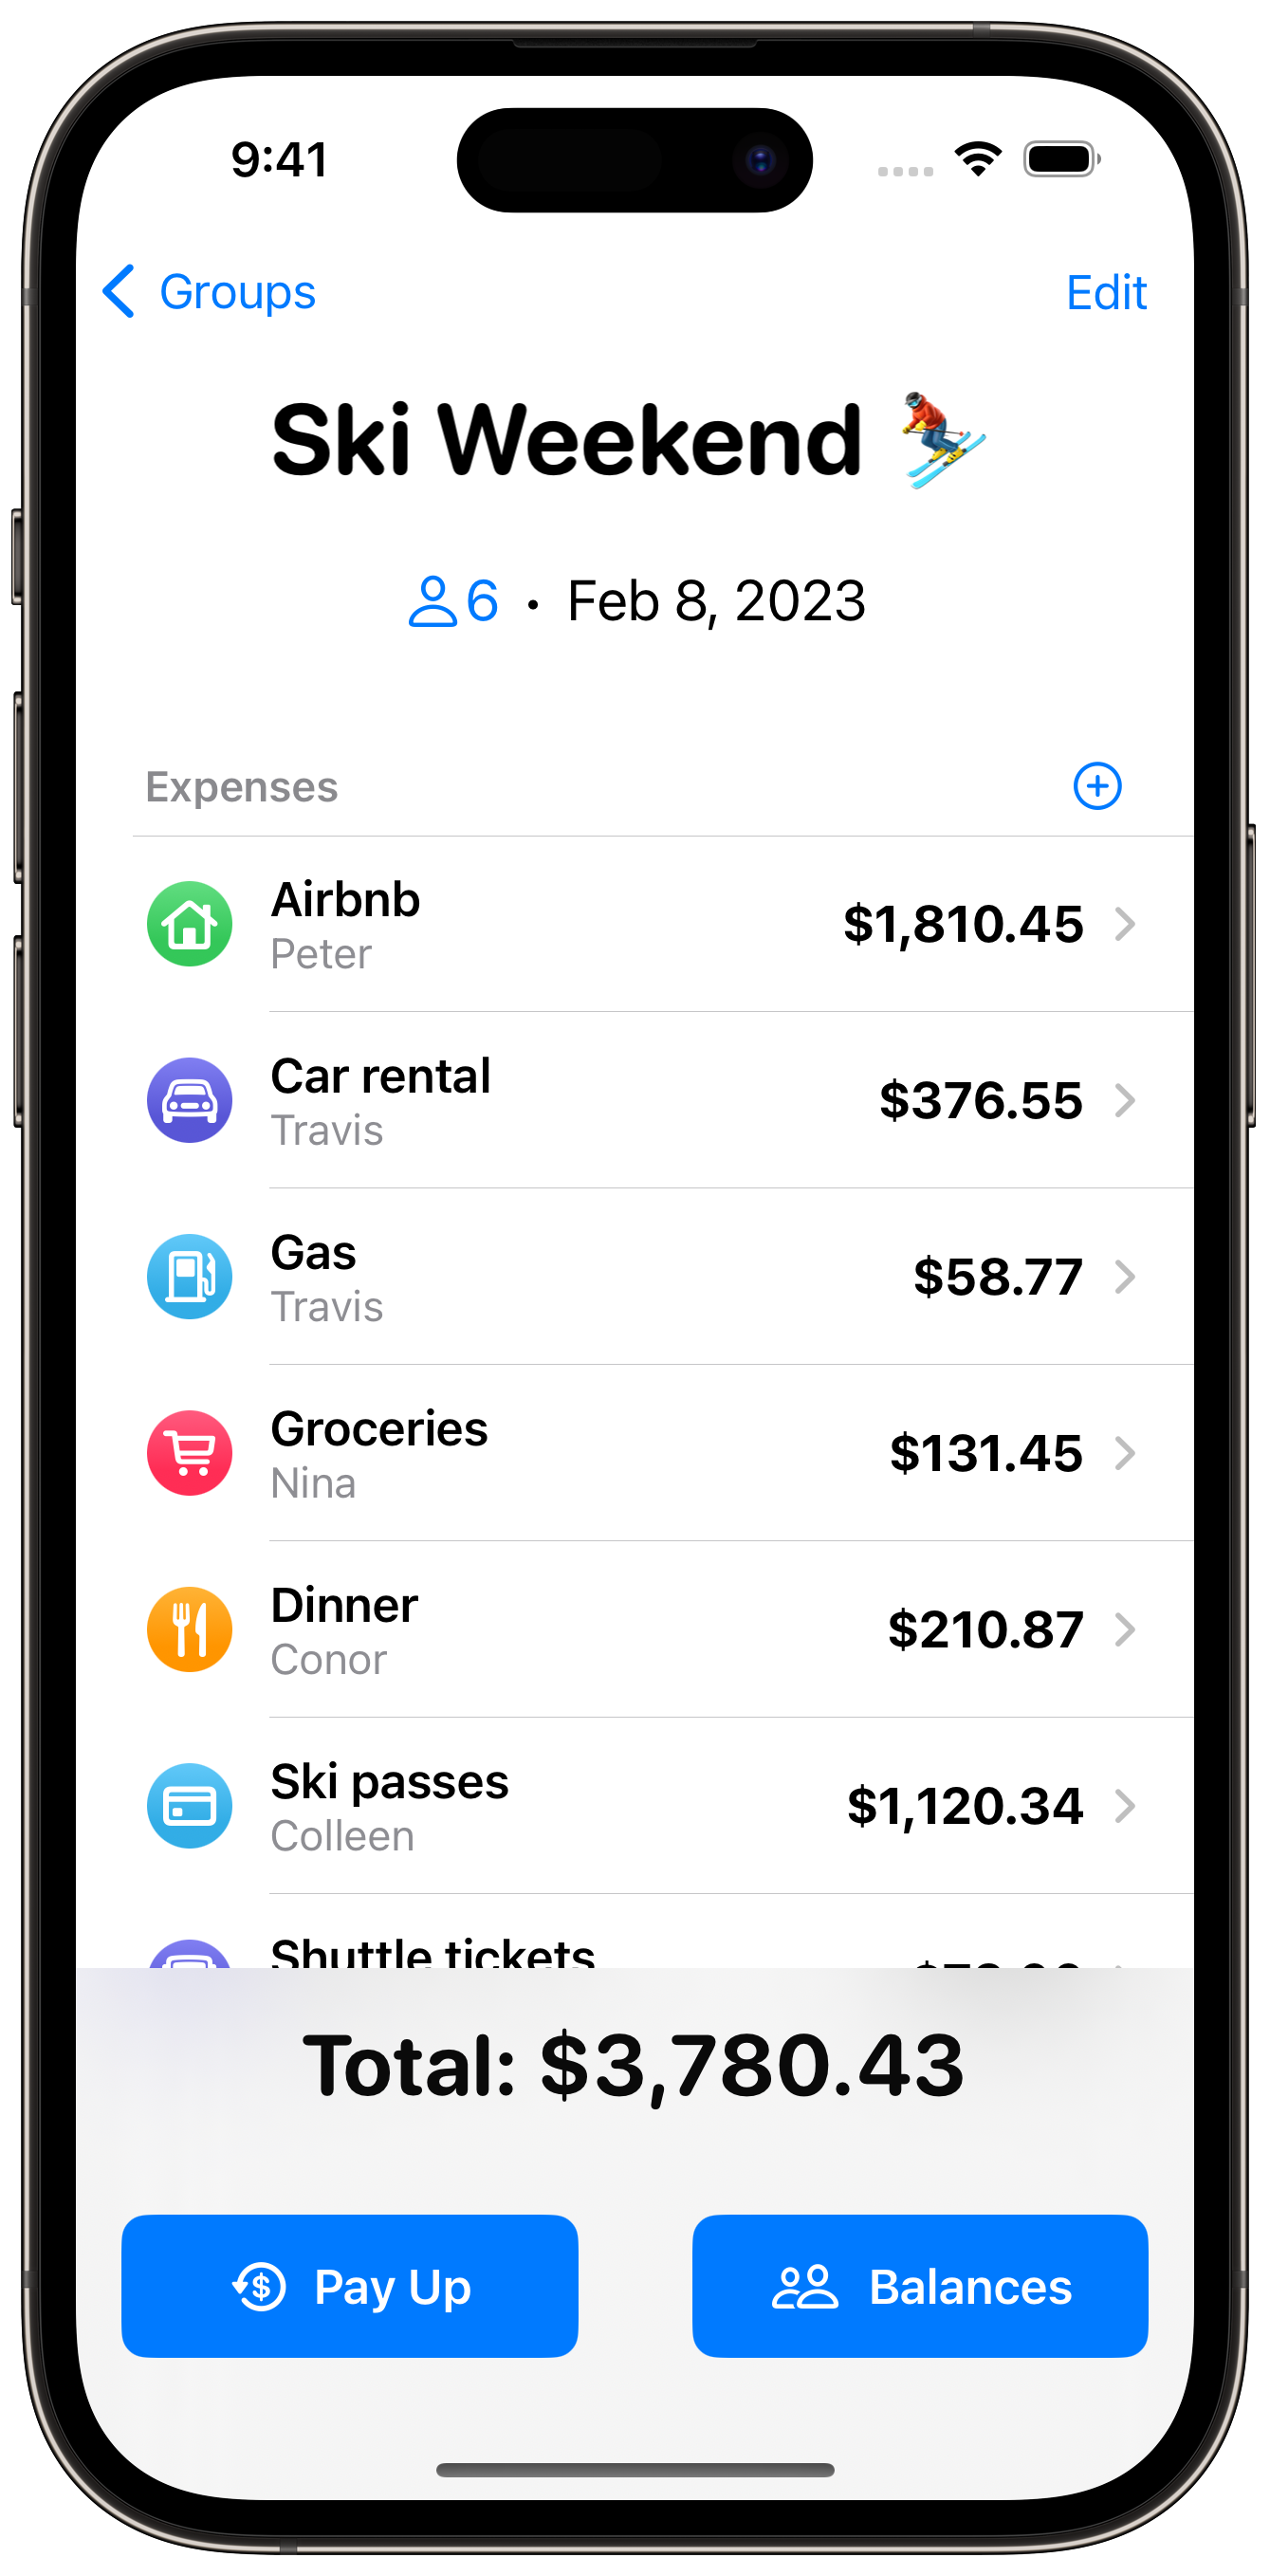 9:41
Groups
Edit
Ski Weekend ⛷️
6 · Feb 8, 2023
Expenses
Airbnb
Peter
$1,810.45
Car rental
Travis
$376.55
Gas
Travis
$58.77
Groceries
Nina
$131.45
Dinner
Conor
$210.87
Ski passes
Colleen
$1,120.34
Shuttle tickets
Total: $3,780.43
Pay Up
Balances